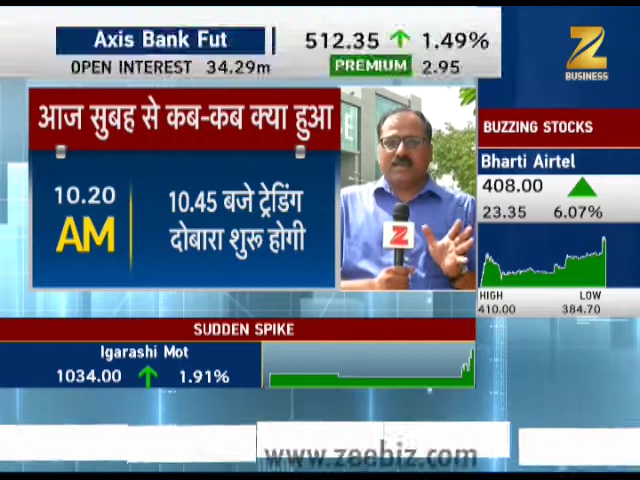 Axis Bank Fut
512.35 1.49%
OPEN INTEREST 34.29m
PREMIUM 2.95
Z
BUSINESS
आज सुबह से कब-कब क्या हुआ
10.20
AM
10.45 बजे ट्रेडिंग
दोबारा शुरू होगी
Z
BUZZING STOCKS
Bharti Airtel
408.00
23.35 6.07%
HIGH LOW
410.00 384.70
SUDDEN SPIKE
Igarashi Mot
1034.00 1.91%
www.zeebiz.com